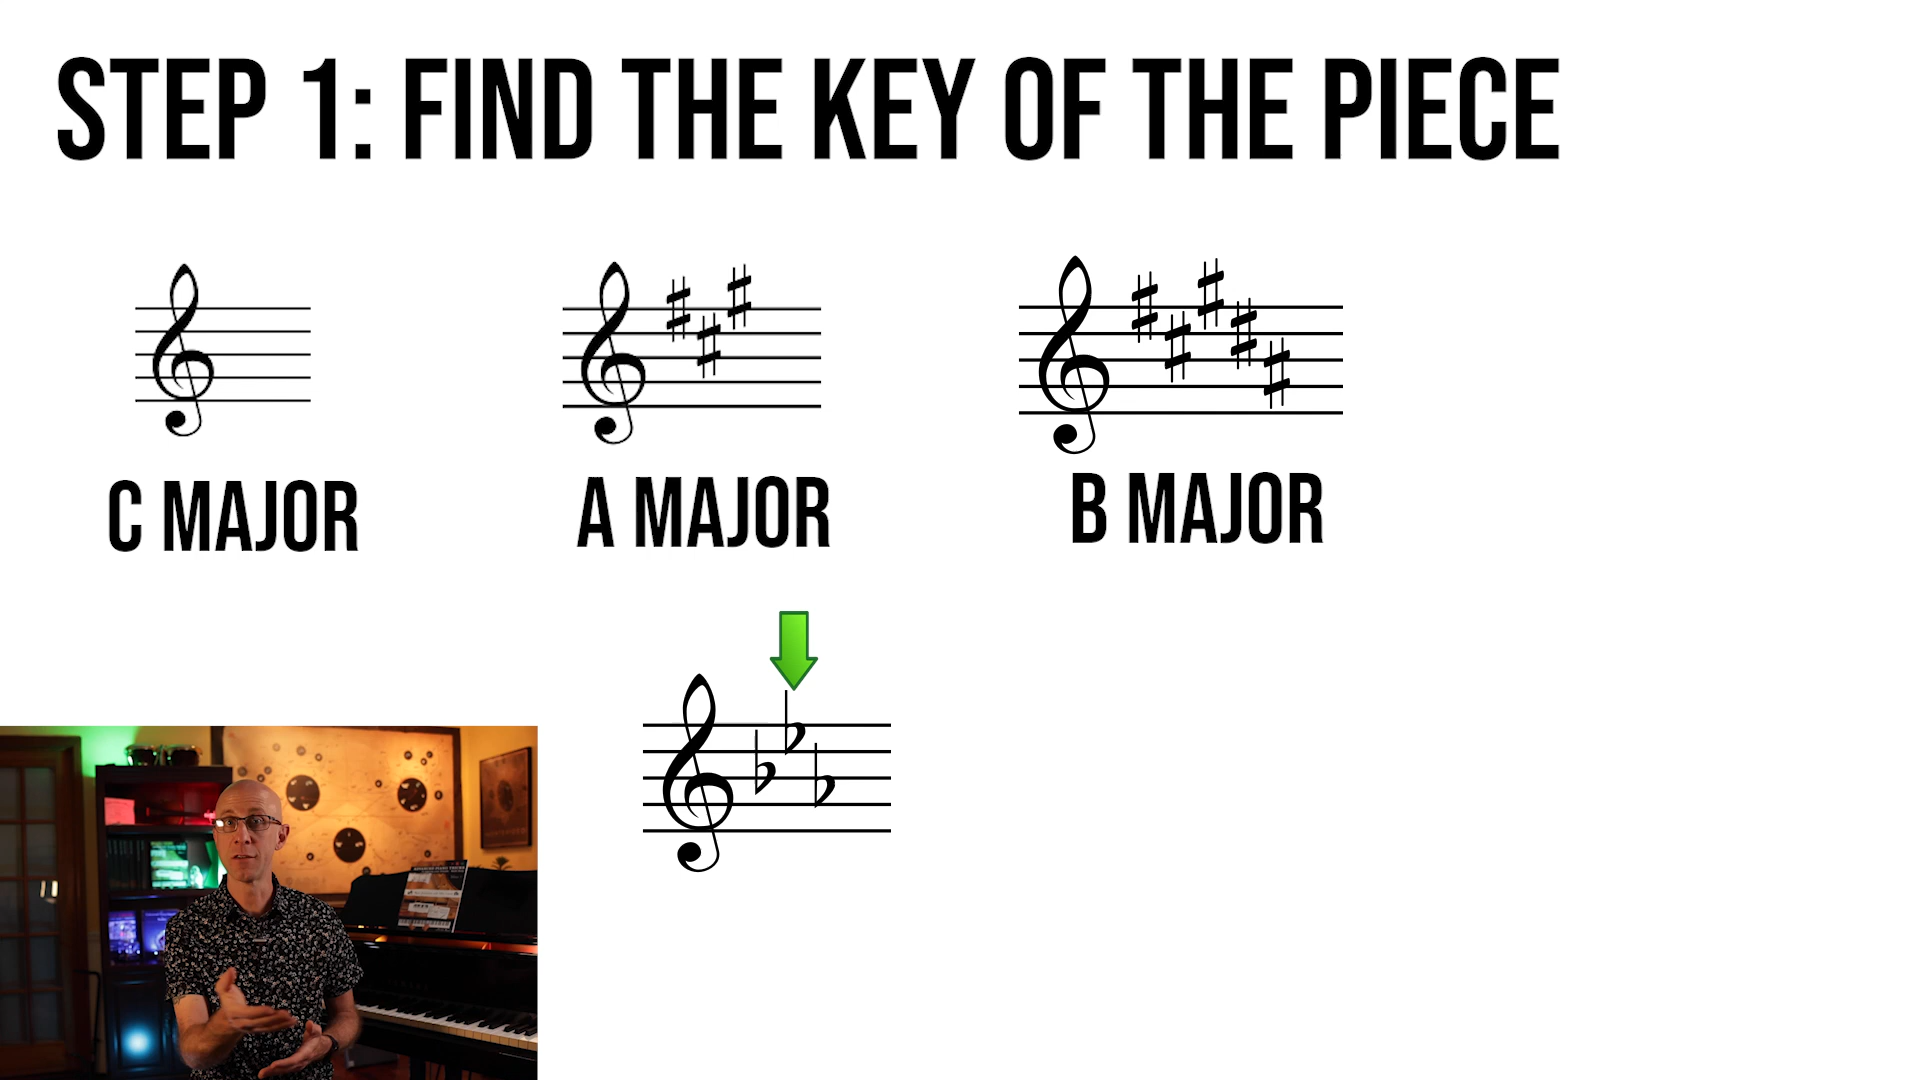 STEP 1: FIND THE KEY OF THE PIECE
C MAJOR
A MAJOR
B MAJOR